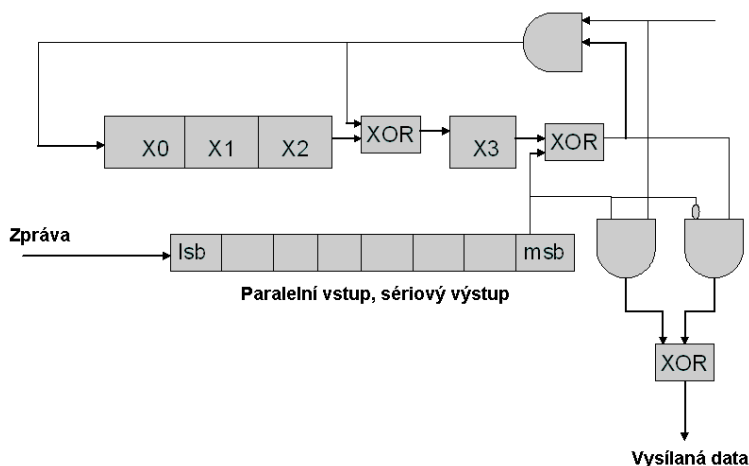 X0
X1
X2
XOR
X3
XOR
Zpráva
lsb
msb
Paralelní vstup, sériový výstup
XOR
Vysílaná data